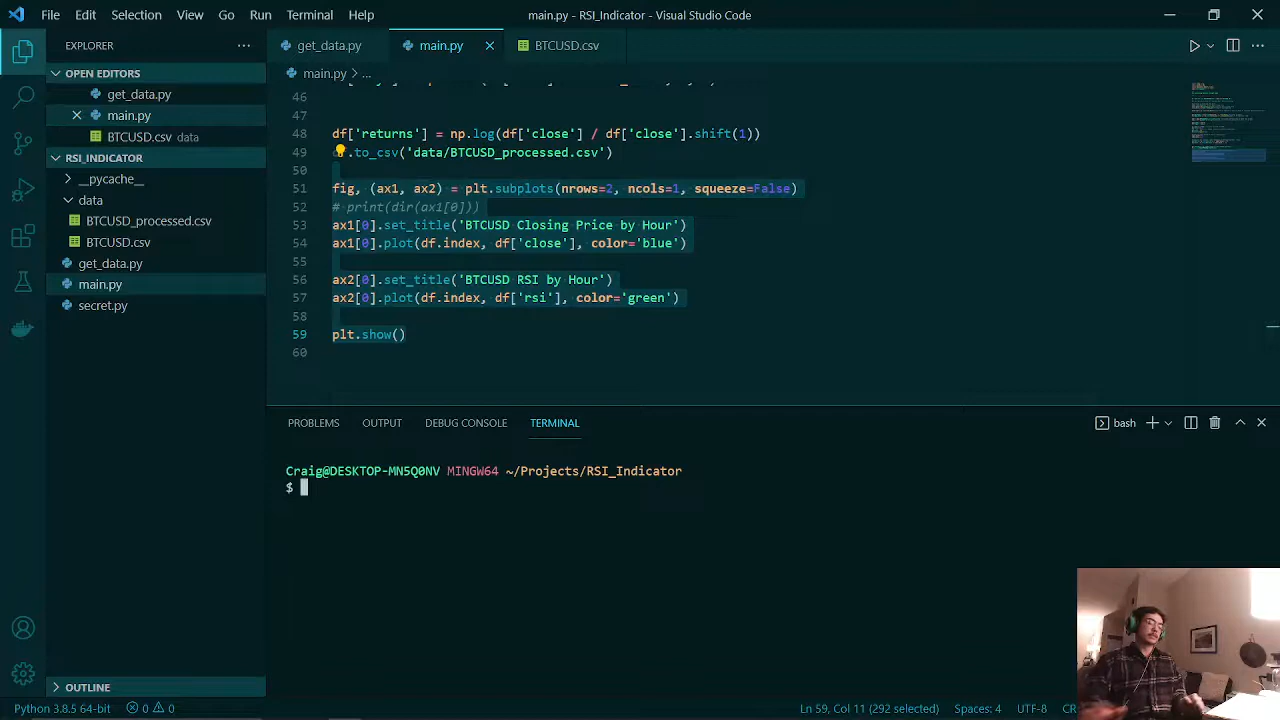 File Edit Selection View Go Run Terminal Help
main.py - RSI_Indicator - Visual Studio Code
EXPLORER
get_data.py main.py BTCUSD.csv
OPEN EDITORS
main.py > ...
get_data.py
main.py
BTCUSD.csv data
RSI_INDICATOR
__pycache__
data
BTCUSD_processed.csv
BTCUSD.csv
get_data.py
main.py
secret.py
46
47
48 df['returns'] = np.log(df['close'] / df['close'].shift(1))
49 .to_csv('data/BTCUSD_processed.csv')
50
51 fig, (ax1, ax2) = plt.subplots(nrows=2, ncols=1, squeeze=False)
52 # print(dir(ax1[0]))
53 ax1[0].set_title('BTCUSD Closing Price by Hour')
54 ax1[0].plot(df.index, df['close'], color='blue')
55
56 ax2[0].set_title('BTCUSD RSI by Hour')
57 ax2[0].plot(df.index, df['rsi'], color='green')
58
59 plt.show()
60
PROBLEMS OUTPUT DEBUG CONSOLE TERMINAL
bash
Craig@DESKTOP-MN5Q0NV MINGW64 ~/Projects/RSI_Indicator
$
OUTLINE
Python 3.8.5 64-bit 0 0
Ln 59, Col 11 (292 selected) Spaces: 4 UTF-8 CR